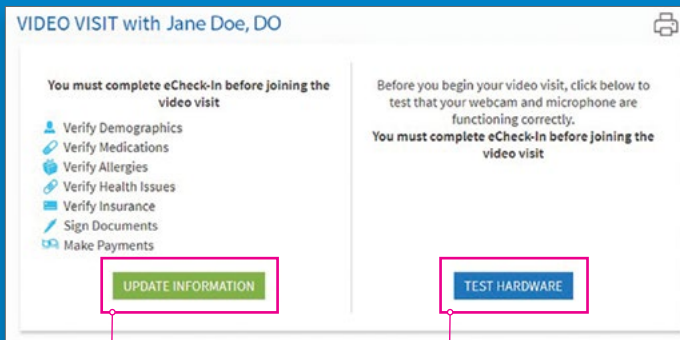 VIDEO VISIT with Jane Doe, DO
You must complete eCheck-In before joining the
video visit
Verify Demographics
Verify Medications
Verify Allergies
Verify Health Issues
Verify Insurance
Sign Documents
Make Payments
UPDATE INFORMATION
Before you begin your video visit, click below to
test that your webcam and microphone are
functioning correctly.
You must complete eCheck-In before joining the
video visit
TEST HARDWARE